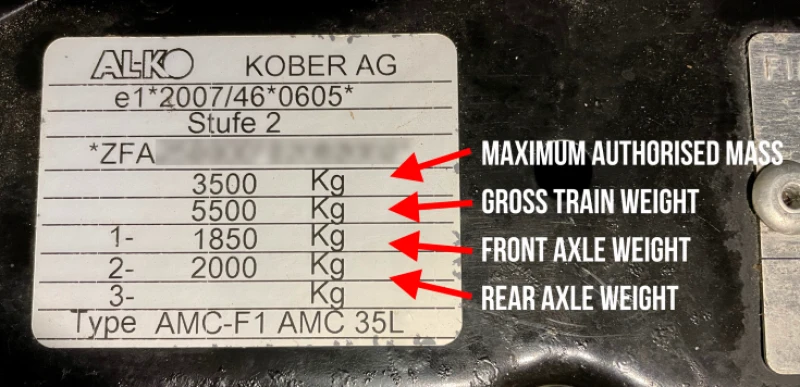 AL-KO KOBER AG
e1*2007/46*0605*
Stufe 2
*ZFA
3500 Kg
5500 Kg
1- 1850 Kg
2- 2000 Kg
3- Kg
Type AMC-F1 AMC 35L
MAXIMUM AUTHORISED MASS
GROSS TRAIN WEIGHT
FRONT AXLE WEIGHT
REAR AXLE WEIGHT